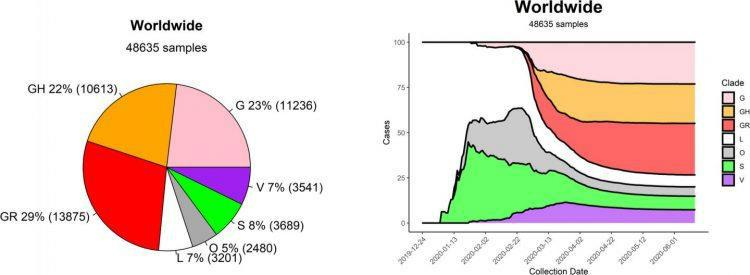 Worldwide
48635 samples
GH 22% (10613)
G 23% (11236)
V 7% (3541)
S 8% (3689)
O 5% (2480)
L 7% (3201)
GR 29% (13875)
Worldwide
48635 samples
100
75
50
25
0
Cases
2019-12-24
2020-01-13
2020-02-02
2020-02-22
2020-03-13
2020-04-02
2020-04-22
2020-05-12
2020-06-01
Collection Date
Clade
G
GH
GR
L
O
S
V